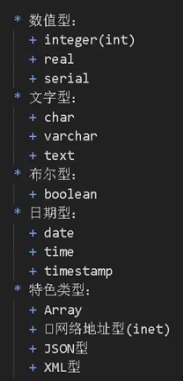 * 数值型:
+ integer(int)
+ real
+ serial
* 文字型:
+ char
+ varchar
+ text
* 布尔型:
+ boolean
* 日期型:
+ date
+ time
+ timestamp
* 特色类型:
+ Array
+ 网络地址型(inet)
+ JSON型
+ XML型